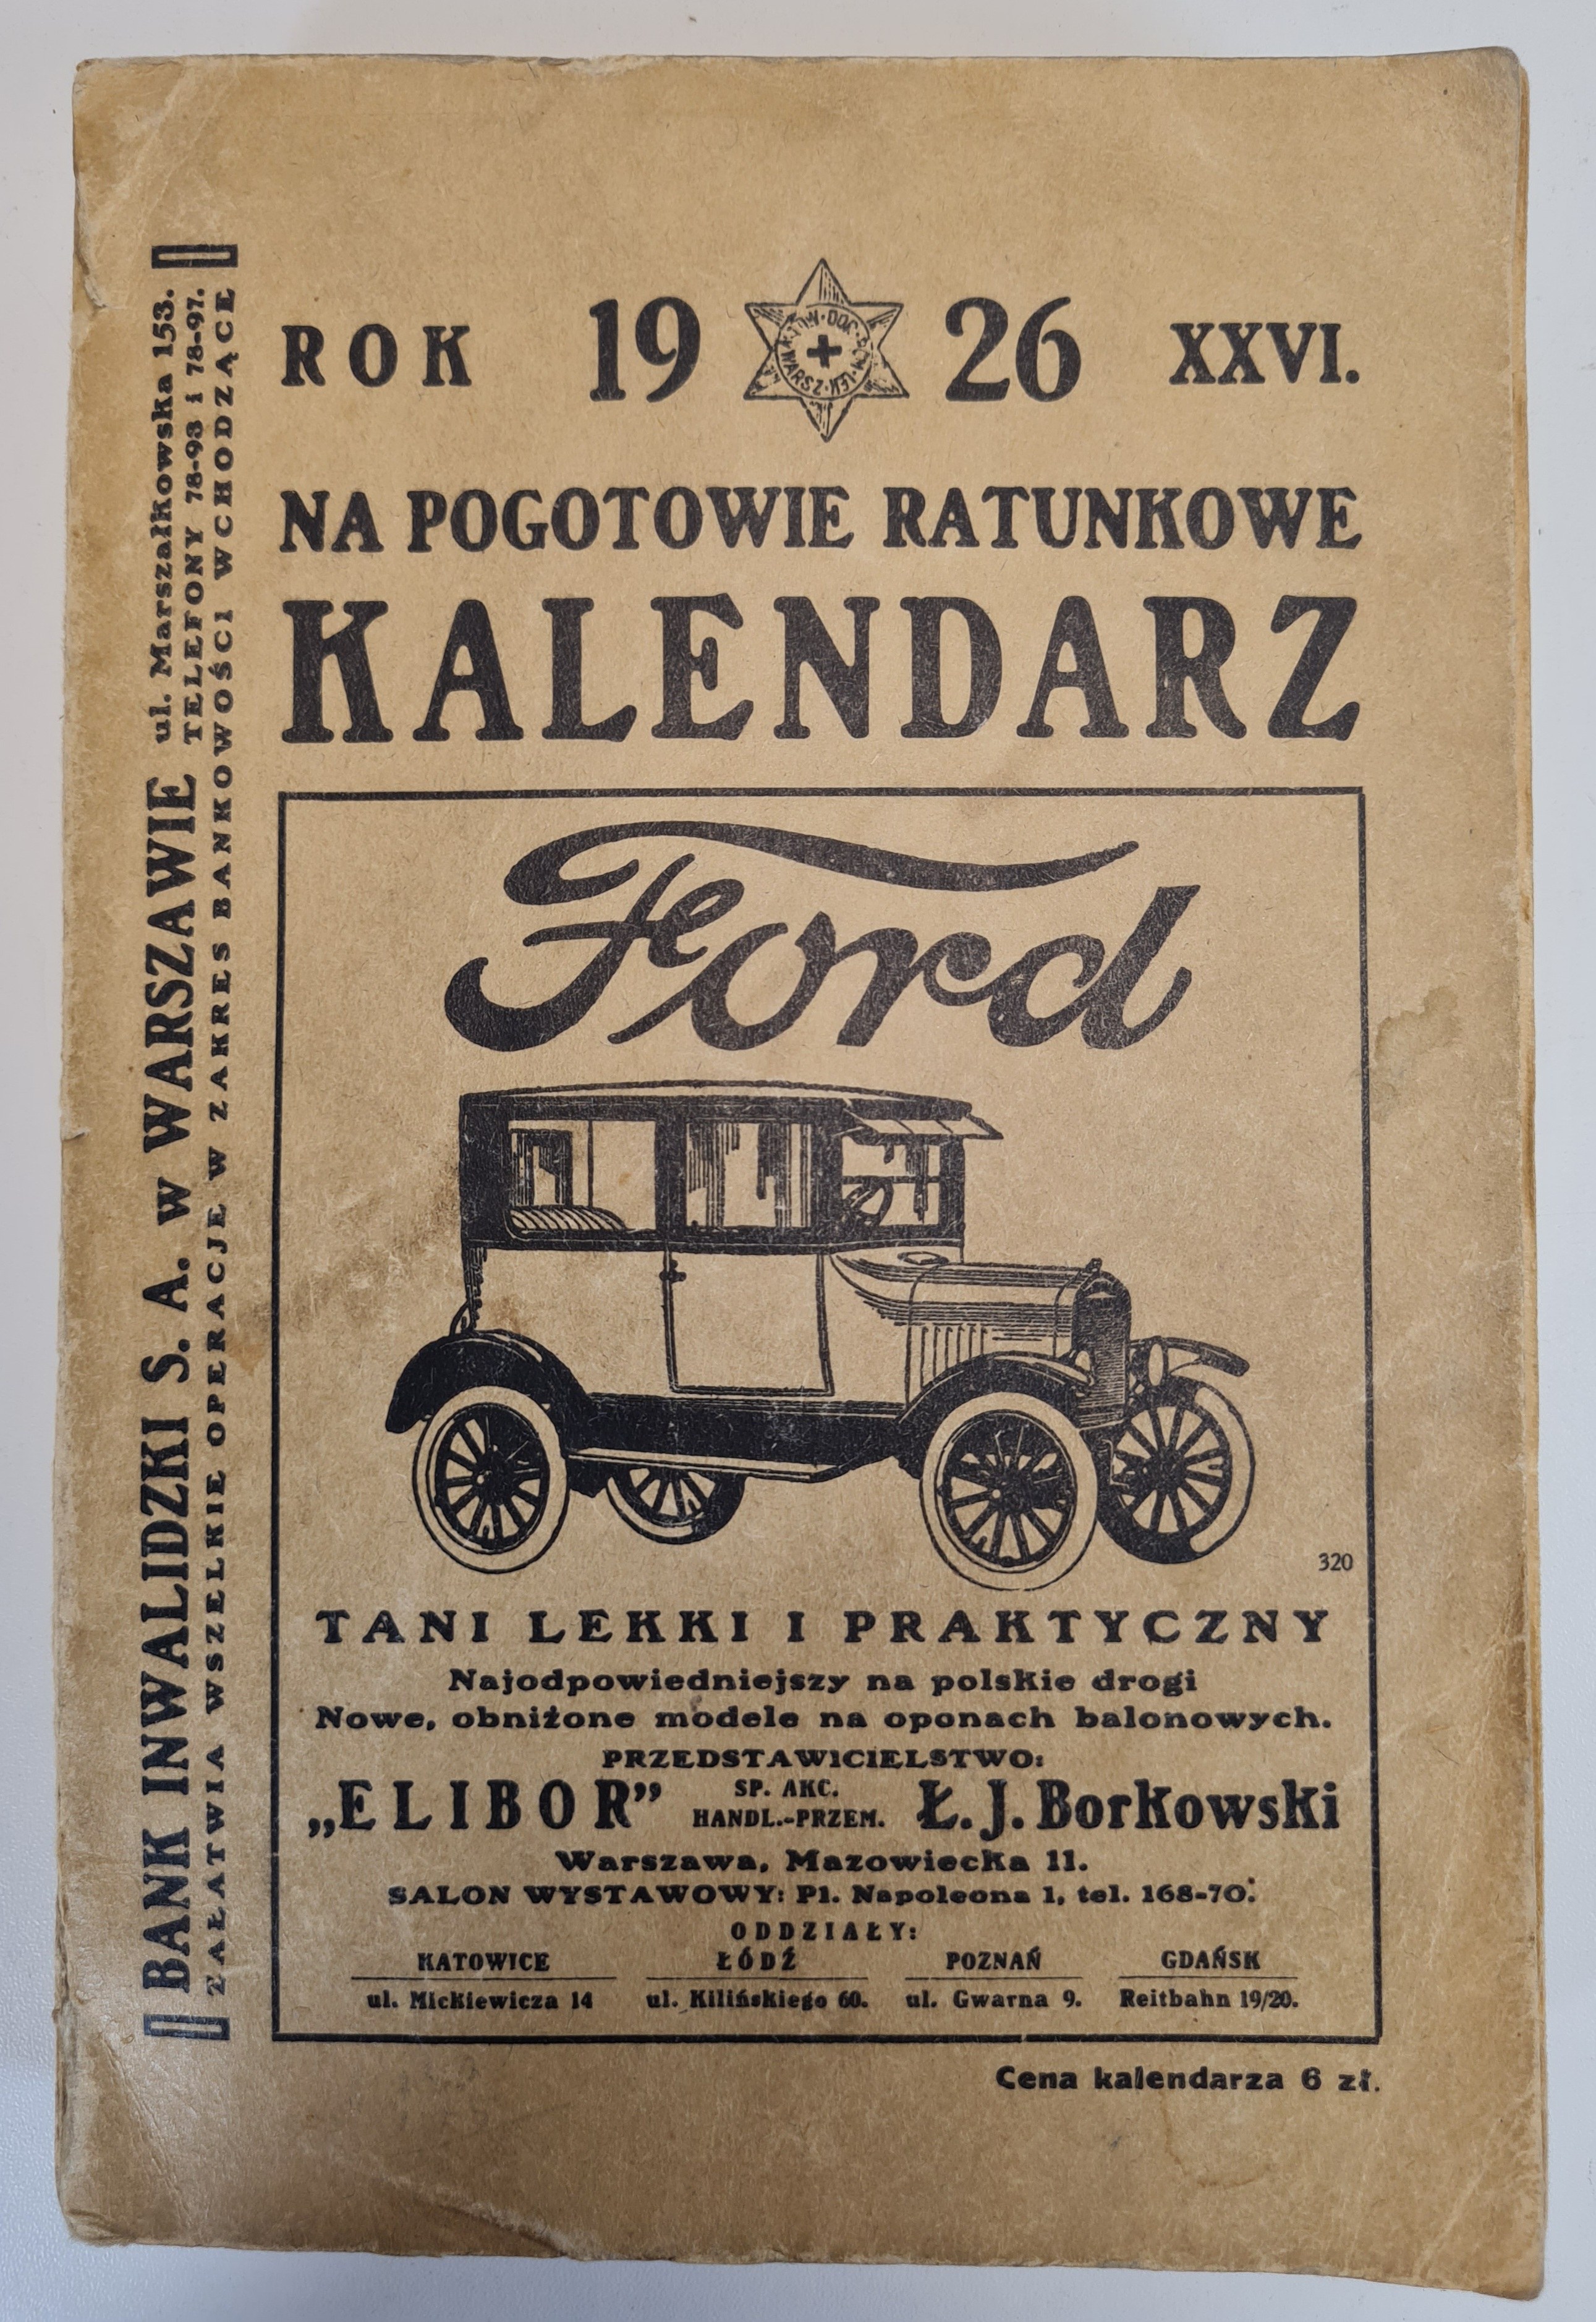 ROK 19 26 XXVI.
NA POGOTOWIE RATUNKOWE
KALENDARZ
BANK INWALIDZKI S. A. w WARSZAWIE
ul. Marszałkowska 153.
TELEFONY 78-93 i 78-97.
ZAŁATWIA WSZELKIE OPERACJE W ZAKRES BANKOWOŚCI WCHODZĄCE
Ford
320
TANI LEKKI I PRAKTYCZNY
Najodpowiedniejszy na polskie drogi
Nowe, obniżone modele na oponach balonowych.
PRZEDSTAWICIELSTWO:
„ELIBOR” SP. AKC. HANDL.-PRZEM. Ł. J. Borkowski
Warszawa, Mazowiecka 11.
SALON WYSTAWOWY: Pl. Napoleona 1, tel. 168-70.
ODDZIAŁY:
KATOWICE ŁÓDŹ POZNAŃ GDAŃSK
ul. Mickiewicza 14 ul. Kilińskiego 60. ul. Gwarna 9. Reitbahn 19/20.
Cena kalendarza 6 zł.